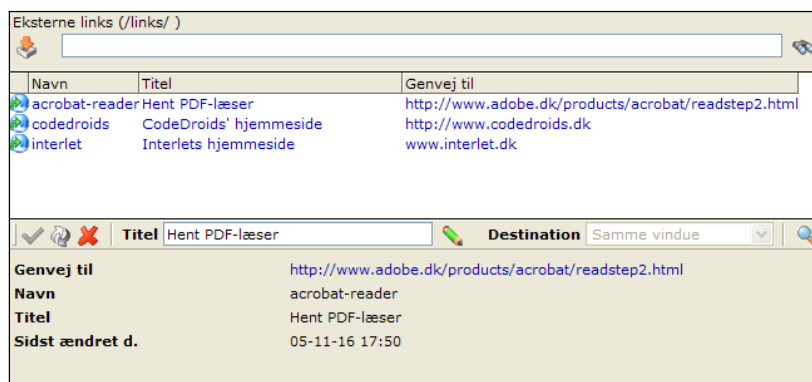 Eksterne links (/links/ )
Navn Titel Genvej til
acrobat-reader Hent PDF-læser http://www.adobe.dk/products/acrobat/readstep2.html
codedroids CodeDroids' hjemmeside http://www.codedroids.dk
interlet Interlets hjemmeside www.interlet.dk
Titel Hent PDF-læser Destination Samme vindue
Genvej til http://www.adobe.dk/products/acrobat/readstep2.html
Navn acrobat-reader
Titel Hent PDF-læser
Sidst ændret d. 05-11-16 17:50